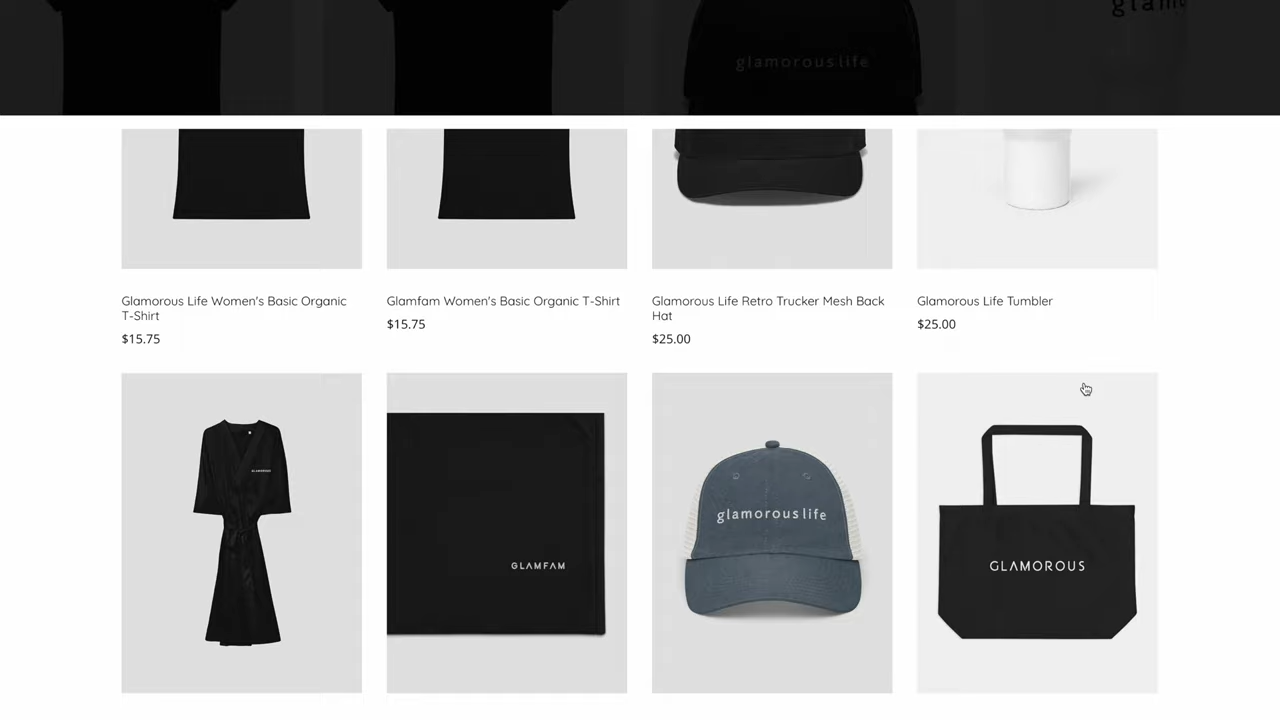 glamorouslife
Glamorous Life Women's Basic Organic
T-Shirt
$15.75
Glamfam Women's Basic Organic T-Shirt
$15.75
Glamorous Life Retro Trucker Mesh Back
Hat
$25.00
Glamorous Life Tumbler
$25.00
GLAMOROUS
GLAMFAM
glamorouslife
GLAMOROUS